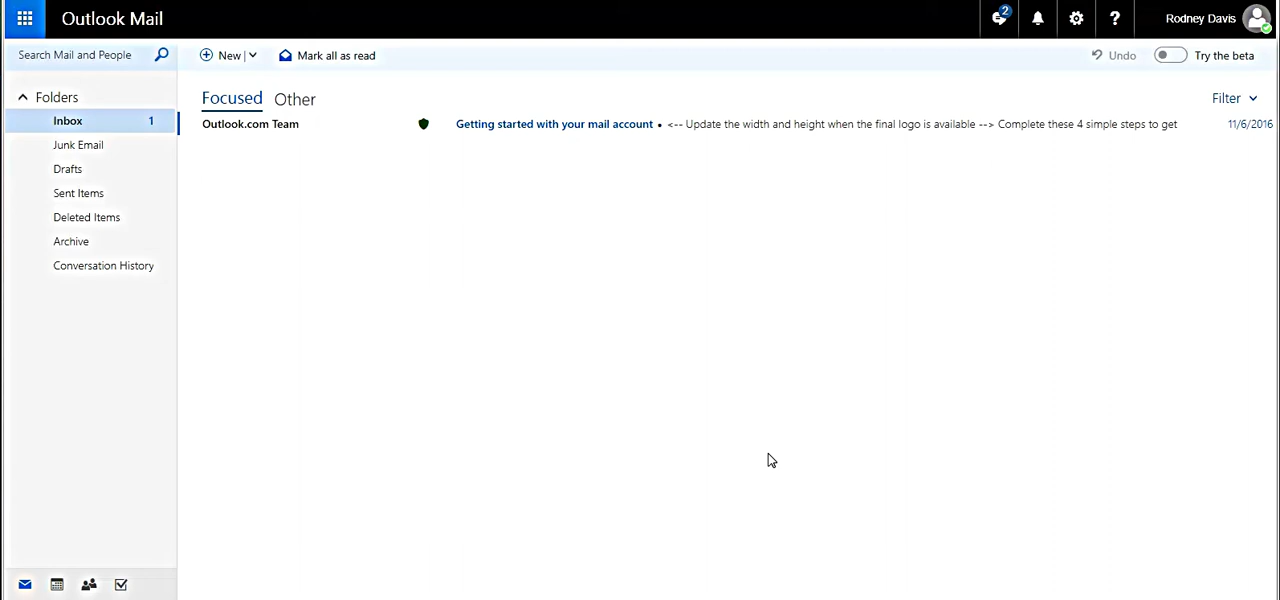 Outlook Mail
2
Rodney Davis
Search Mail and People
New
Mark all as read
Undo
Try the beta
Folders
Inbox 1
Junk Email
Drafts
Sent Items
Deleted Items
Archive
Conversation History
Focused Other
Filter
Outlook.com Team Getting started with your mail account • <-- Update the width and height when the final logo is available --> Complete these 4 simple steps to get 11/6/2016